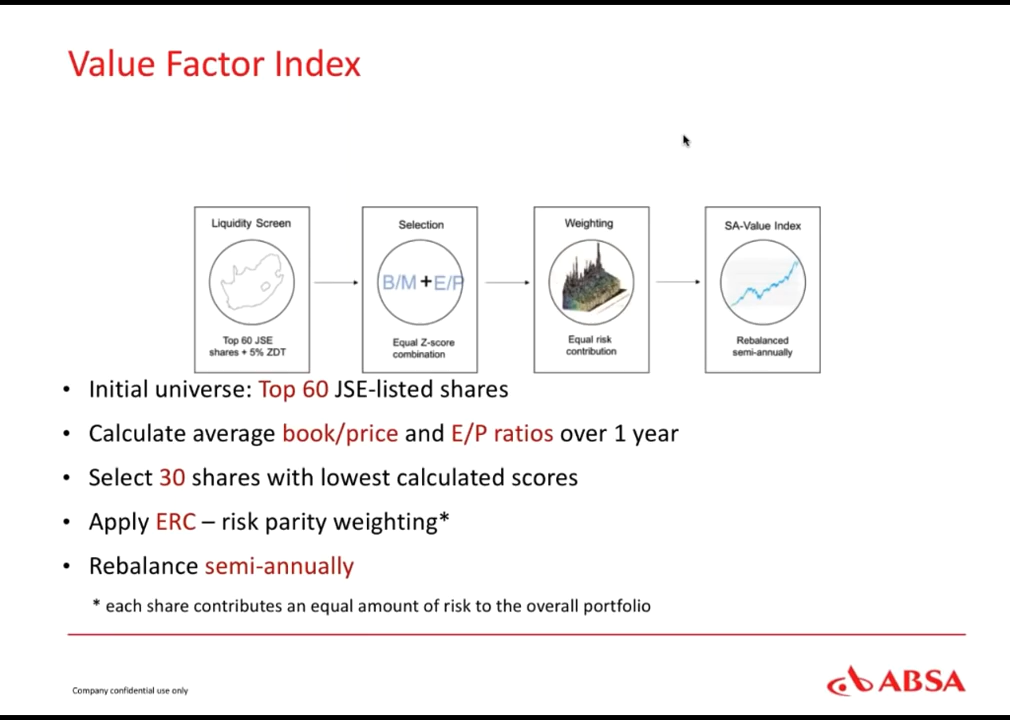 Value Factor Index
Liquidity Screen
Top 60 JSE
shares + 5% ZDT
Selection
B/M +E/P
Equal Z-score
combination
Weighting
Equal risk
contribution
SA-Value Index
Rebalanced
semi-annually
• Initial universe: Top 60 JSE-listed shares
• Calculate average book/price and E/P ratios over 1 year
• Select 30 shares with lowest calculated scores
• Apply ERC – risk parity weighting*
• Rebalance semi-annually
* each share contributes an equal amount of risk to the overall portfolio
Company confidential use only
ABSA